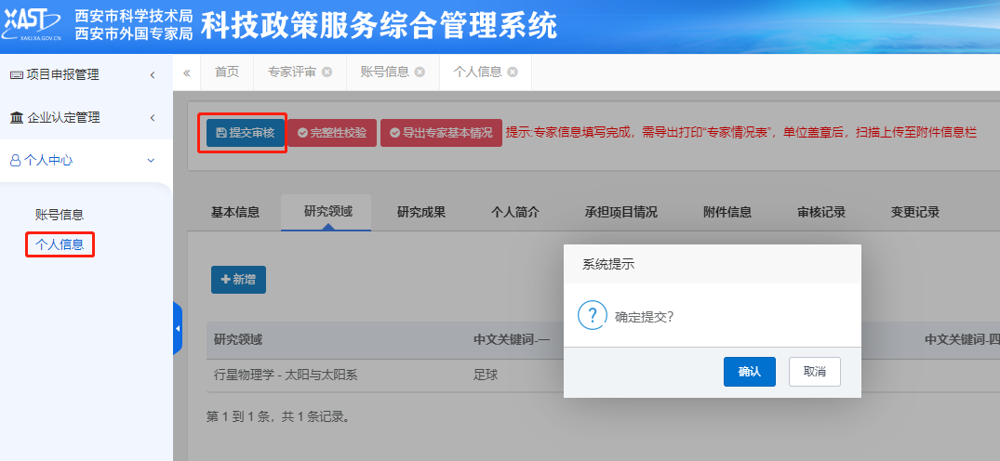 XAST
XAKJ.XA.GOV.CN
西安市科学技术局
西安市外国专家局
科技政策服务综合管理系统
项目申报管理
企业认定管理
个人中心
账号信息
个人信息
首页 专家评审 账号信息 个人信息
提交审核 完整性校验 导出专家基本情况 提示:专家信息填写完成，需导出打印“专家情况表”，单位盖章后，扫描上传至附件信息栏
基本信息 研究领域 研究成果 个人简介 承担项目情况 附件信息 审核记录 变更记录
新增
系统提示
确定提交?
确认 取消
研究领域 中文关键词-一 中文关键词-四
行星物理学 - 太阳与太阳系 足球
第 1 到 1 条，共 1 条记录。